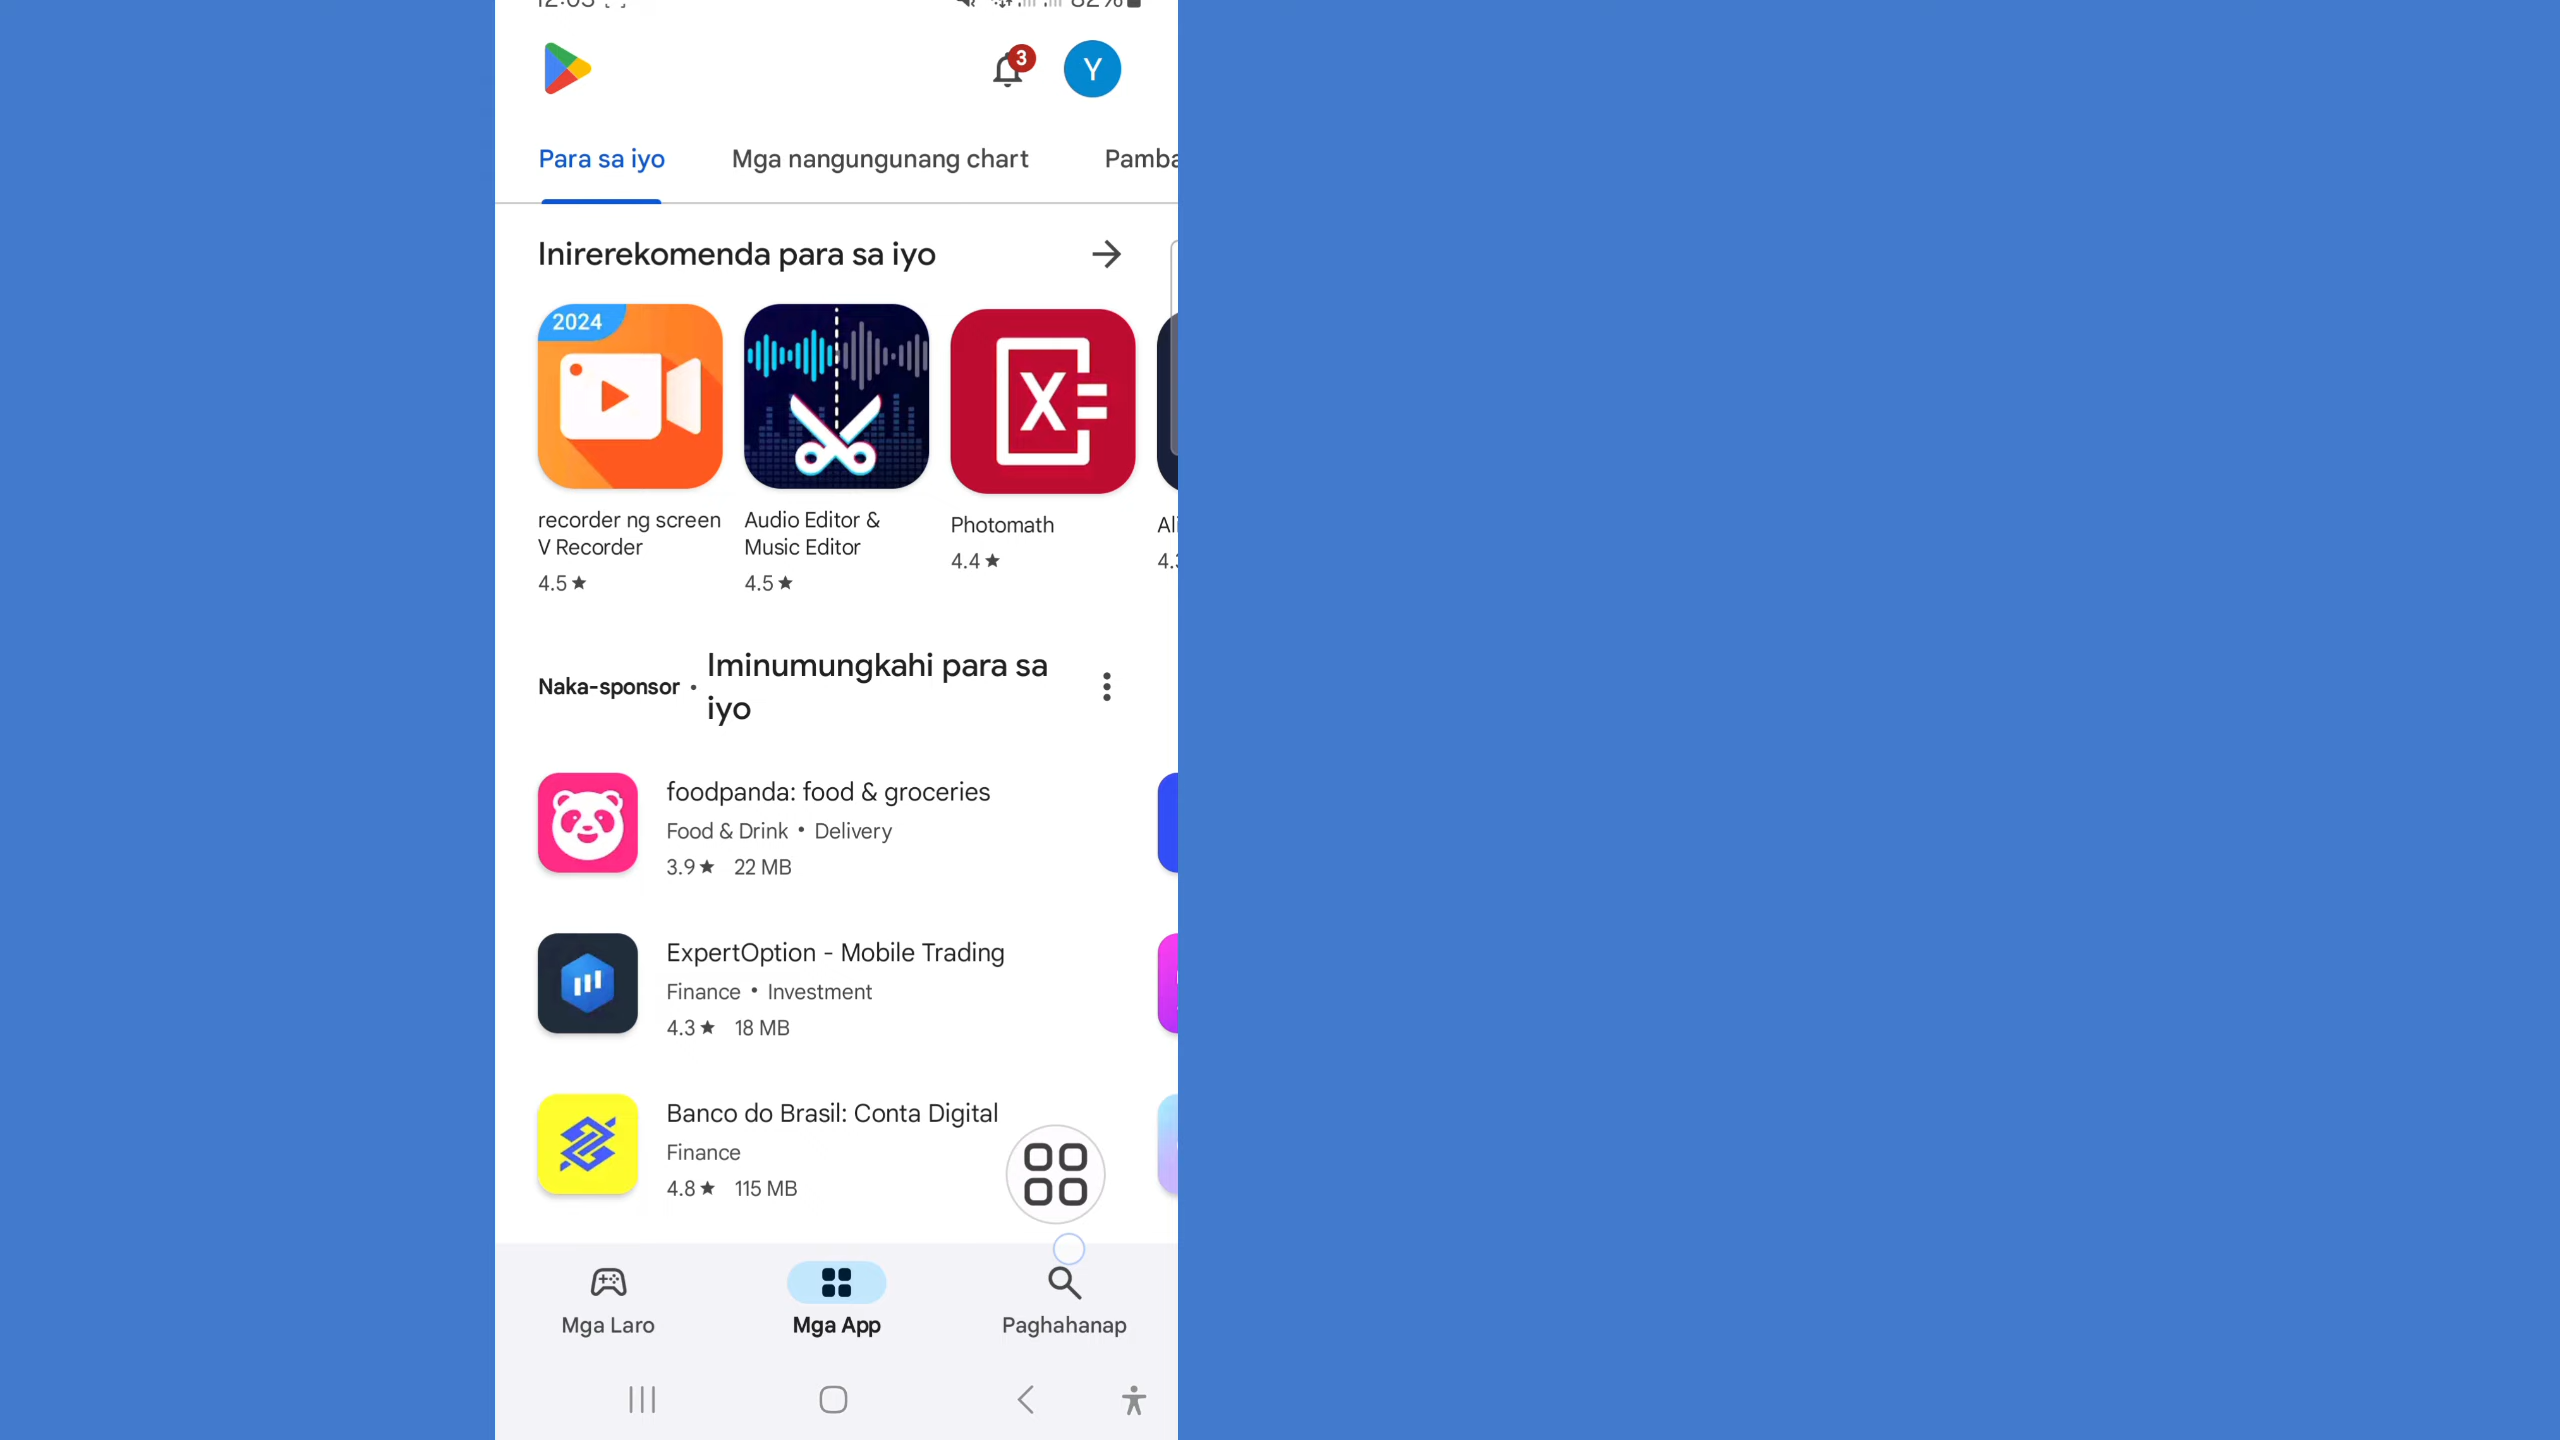 3
Y
Para sa iyo
Mga nangungunang chart
Inirerekomenda para sa iyo
2024
recorder ng screen
V Recorder
4.5★
Audio Editor &
Music Editor
4.5★
Photomath
4.4★
Naka-sponsor •
Iminumungkahi para sa
iyo
foodpanda: food & groceries
Food & Drink • Delivery
3.9★ 22 MB
ExpertOption - Mobile Trading
Finance • Investment
4.3★ 18 MB
Banco do Brasil: Conta Digital
Finance
4.8★ 115 MB
Mga Laro
Mga App
Paghahanap